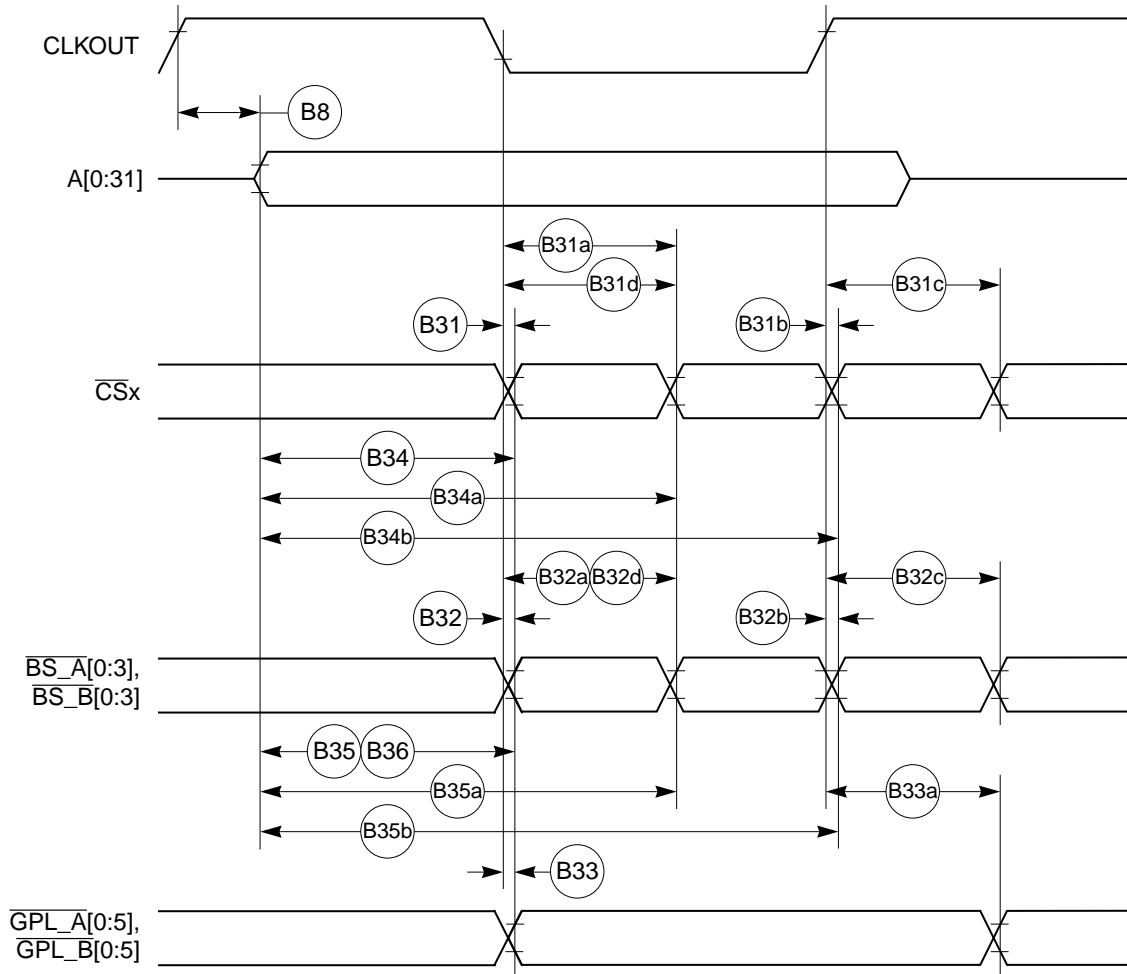 CLKOUT
B8
A[0:31]
B31a
B31d
B31c
B31
B31b
CSx
B34
B34a
B34b
B32a B32d
B32c
B32
B32b
BS_A[0:3],
BS_B[0:3]
B35 B36
B35a
B33a
B35b
B33
GPL_A[0:5],
GPL_B[0:5]